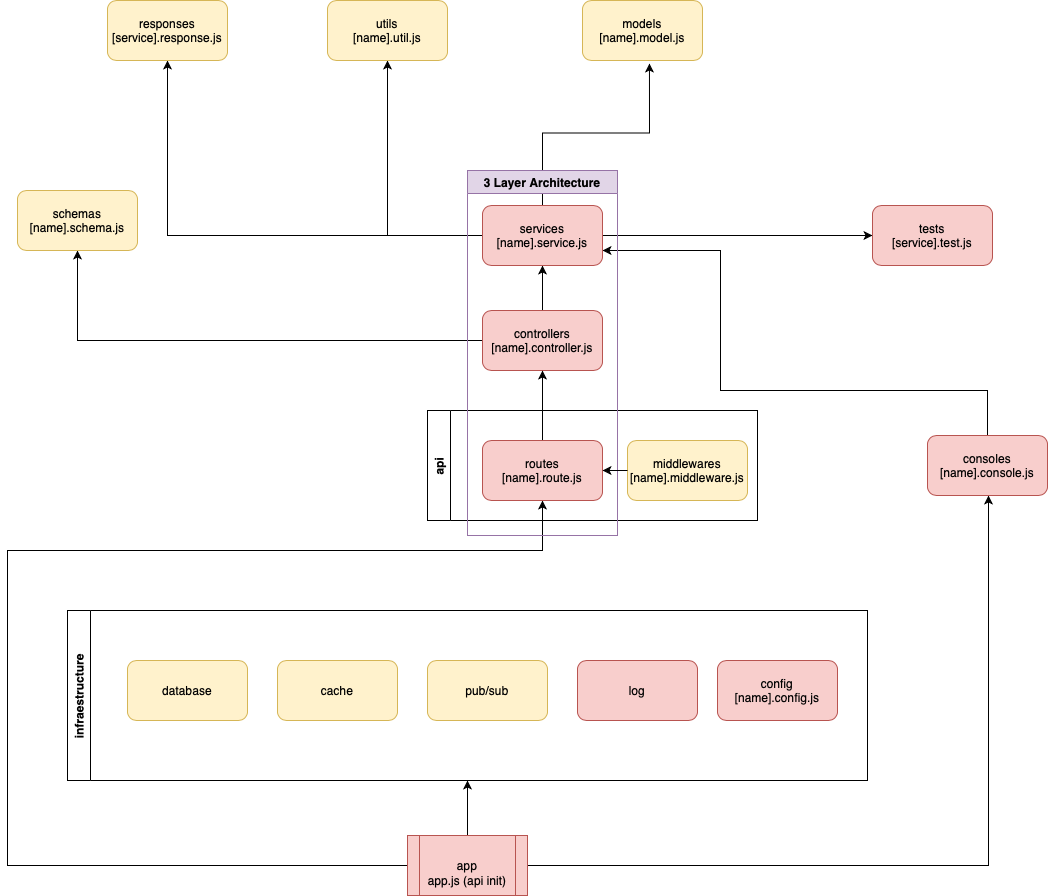 responses
[service].response.js
utils
[name].util.js
models
[name].model.js
3 Layer Architecture
schemas
[name].schema.js
services
[name].service.js
tests
[service].test.js
controllers
[name].controller.js
api
routes
[name].route.js
middlewares
[name].middleware.js
consoles
[name].console.js
infraestructure
database
cache
pub/sub
log
config
[name].config.js
app
app.js (api init)